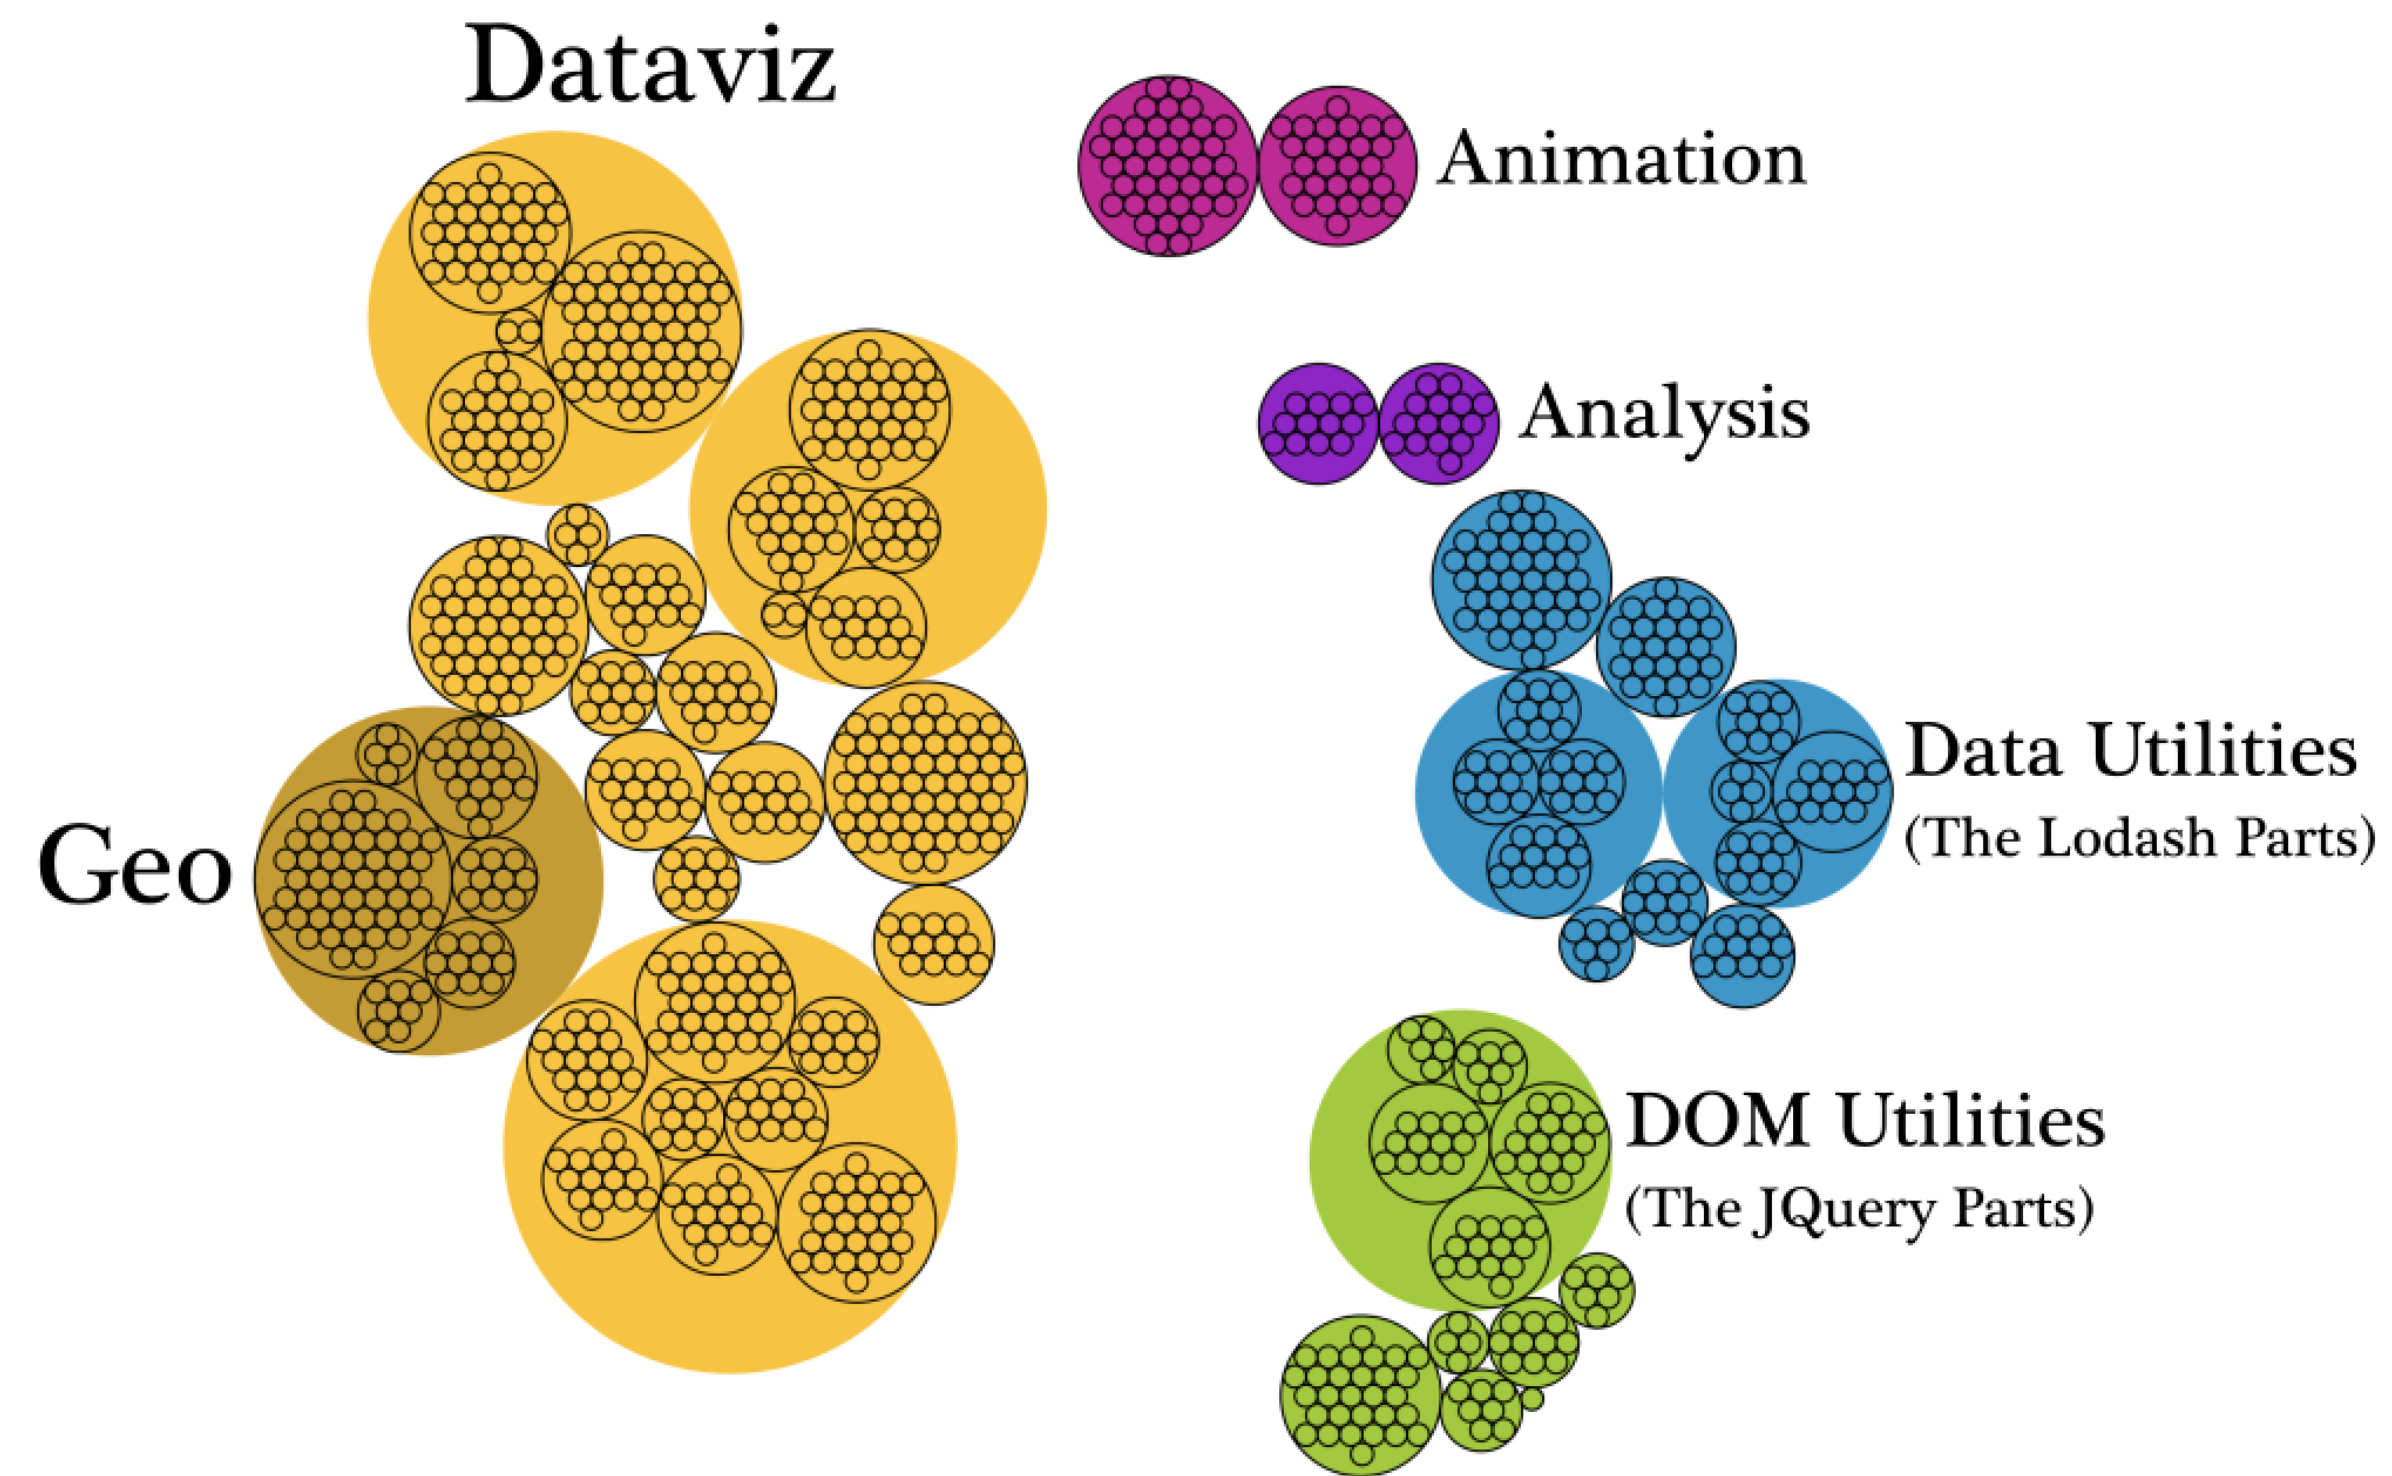 Dataviz
Animation
Analysis
Data Utilities
(The Lodash Parts)
Geo
DOM Utilities
(The JQuery Parts)